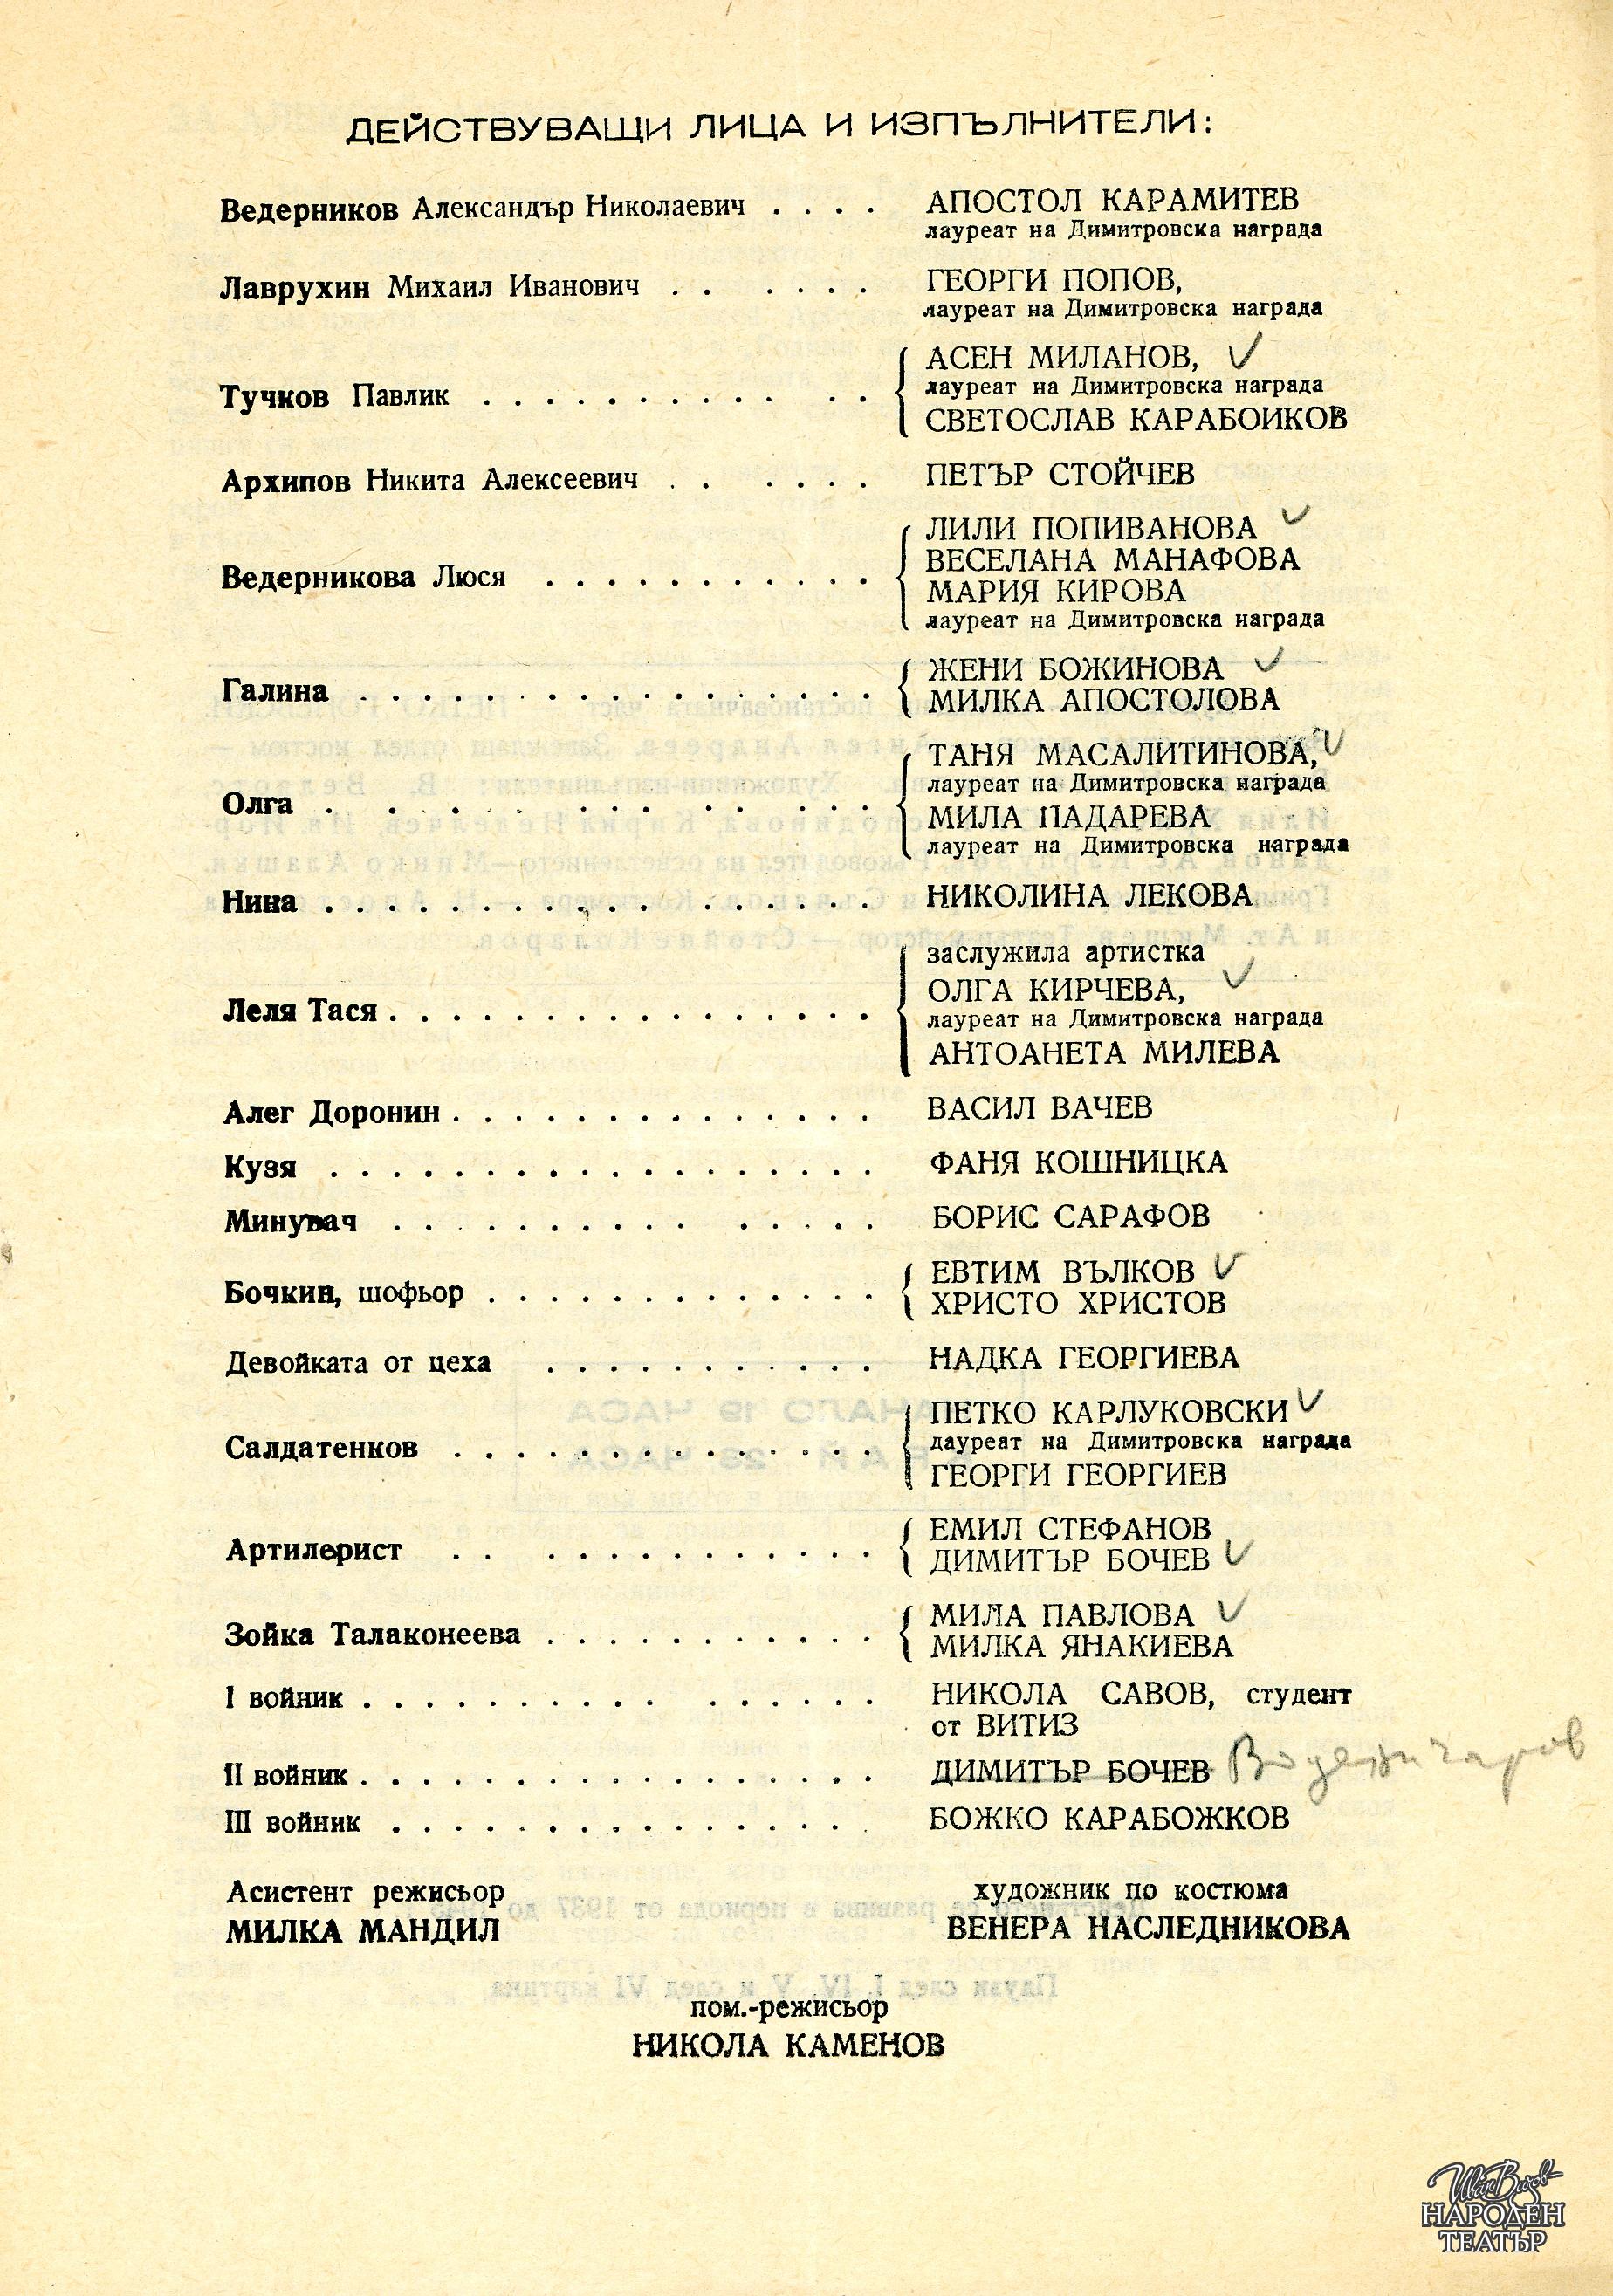 ДЕЙСТВУВАЩИ ЛИЦА И ИЗПЪЛНИТЕЛИ:
Ведерников Александър Николаевич . . . . АПОСТОЛ КАРАМИТЕВ
лауреат на Димитровска награда
Лаврухин Михаил Иванович . . . . . . ГЕОРГИ ПОПОВ,
лауреат на Димитровска награда
АСЕН МИЛАНОВ, ✓
лауреат на Димитровска награда
Тучков Павлик . . . . . . . . . . . .
СВЕТОСЛАВ КАРАБОИКОВ
Архипов Никита Алексеевич . . . . . . ПЕТЪР СТОЙЧЕВ
ЛИЛИ ПОПИВАНОВА ✓
ВЕСЕЛАНА МАНАФОВА
Ведерникова Люся . . . . . . . . . . .
МАРИЯ КИРОВА
лауреат на Димитровска награда
ЖЕНИ БОЖИНОВА ✓
Галина . . . . . . . . . . . . . . . . .
МИЛКА АПОСТОЛОВА
ТАНЯ МАСАЛИТИНОВА, ✓
лауреат на Димитровска награда
Олга . . . . . . . . . . . . .
МИЛА ПАДАРЕВА
лауреат на Димитровска награда
Нина . . . . . . . . . . . . . . . . . НИКОЛИНА ЛЕКОВА
заслужила артистка
ОЛГА КИРЧЕВА, ✓
Леля Тася . . . . . . . . . . . . . . . .
лауреат на Димитровска награда
АНТОАНЕТА МИЛЕВА
Алег Доронин . . . . . . . . . . . . . . ВАСИЛ ВАЧЕВ
Кузя . . . . . . . . . . . . . . . . . . ФАНЯ КОШНИЦКА
Минувач . . . . . . . . . . . . . . . БОРИС САРАФОВ
ЕВТИМ ВЪЛКОВ ✓
Бочкин, шофьор . . . . . . . . . . . . .
ХРИСТО ХРИСТОВ
Девойката от цеха . . . . . . . . . . . НАДКА ГЕОРГИЕВА
ПЕТКО КАРЛУКОВСКИ ✓
дауреат на Димитровска награда
Салдатенков . . . . . . . . . . . . . .
ГЕОРГИ ГЕОРГИЕВ
ЕМИЛ СТЕФАНОВ
Артилерист . . . . . . . . . . . . .
ДИМИТЪР БОЧЕВ ✓
МИЛА ПАВЛОВА ✓
Зойка Талаконеева . . . . . . . . . . .
МИЛКА ЯНАКИЕВА
I войник . . . . . . . . . . . . . . . . НИКОЛА САВОВ, студент
от ВИТИЗ
II войник . . . . . . . . . . . . . . . . . ДИМИТЪР БОЧЕВ Воденичаров
III войник . . . . . . . . . . . . . . . БОЖКО КАРАБОЖКОВ
Асистент режисьор художник по костюма
МИЛКА МАНДИЛ ВЕНЕРА НАСЛЕДНИКОВА
пом.-режисьор
НИКОЛА КАМЕНОВ
Иван Вазов
НАРОДЕН
ТЕАТЪР